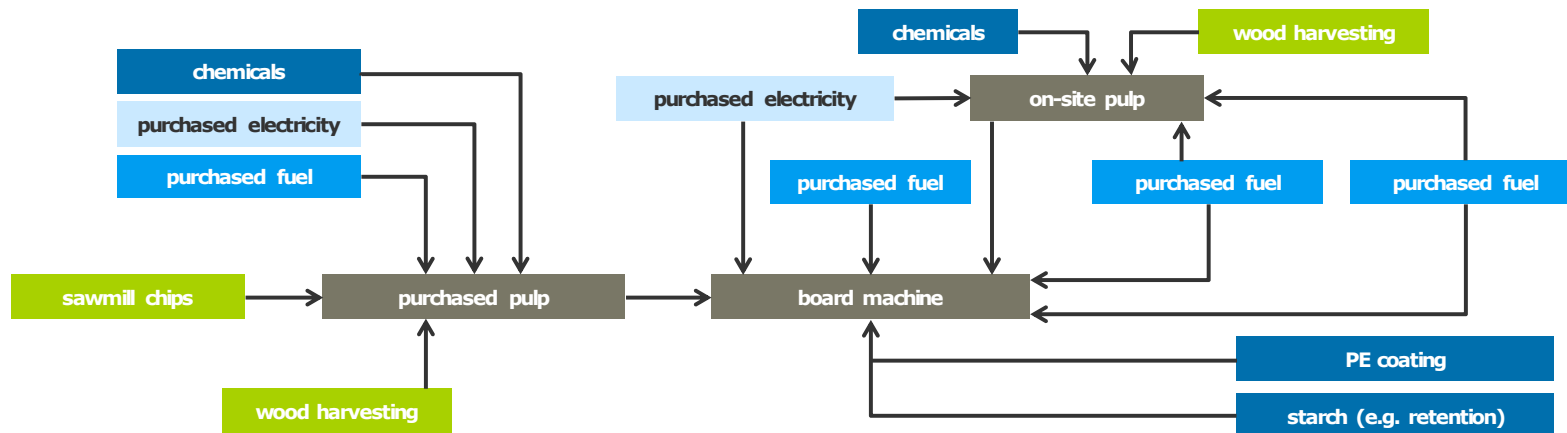 chemicals
wood harvesting
chemicals
purchased electricity
on-site pulp
purchased electricity
purchased fuel
purchased fuel
purchased fuel
purchased fuel
sawmill chips
purchased pulp
board machine
PE coating
wood harvesting
starch (e.g. retention)